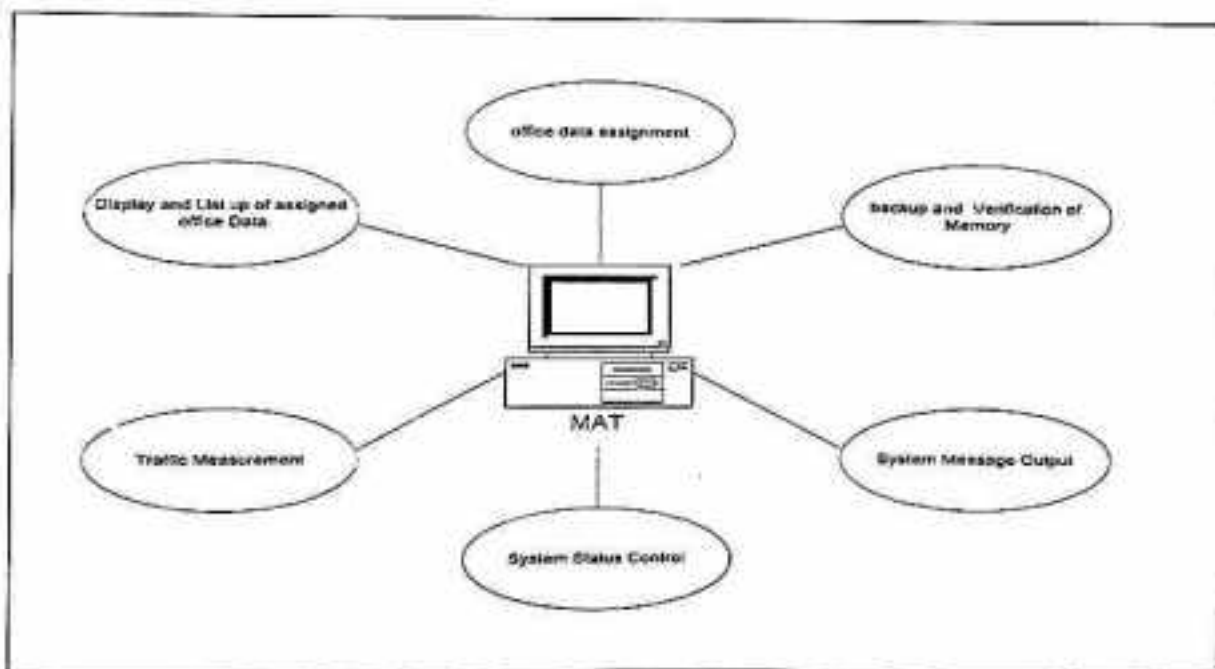 office data assignment
Display and List up of assigned
office Data
backup and Verification of
Memory
MAT
Traffic Measurement
System Message Output
System Status Control